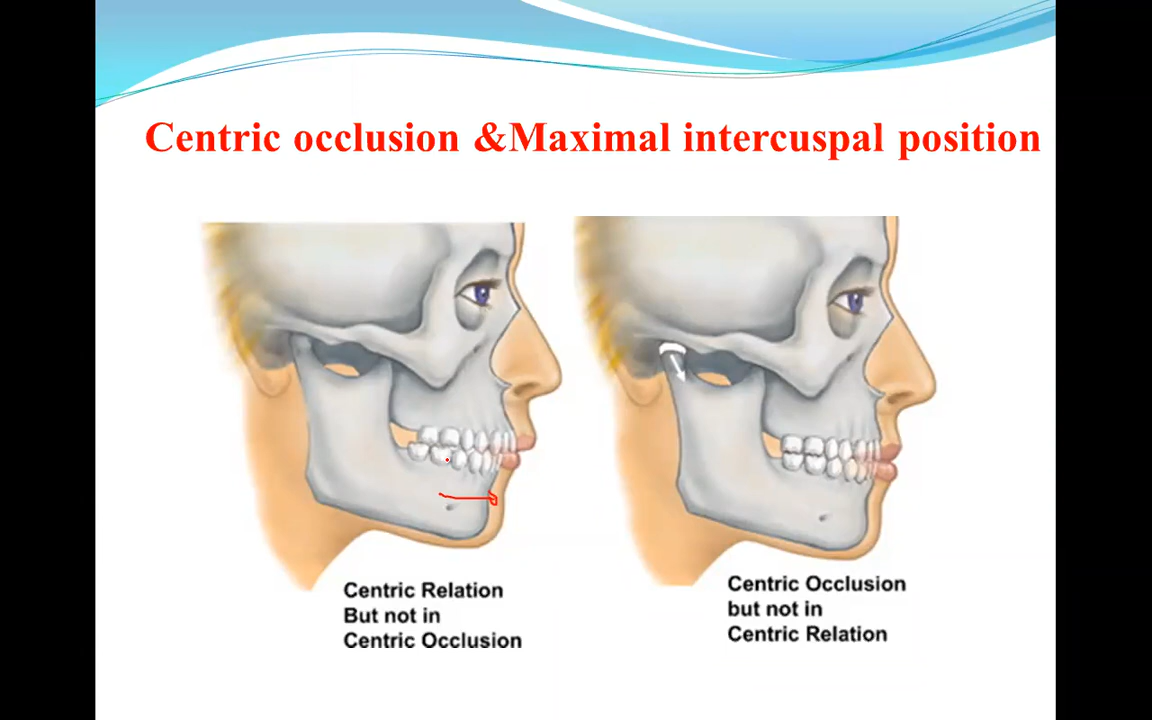 Centric occlusion &Maximal intercuspal position
Centric Relation
But not in
Centric Occlusion
Centric Occlusion
but not in
Centric Relation